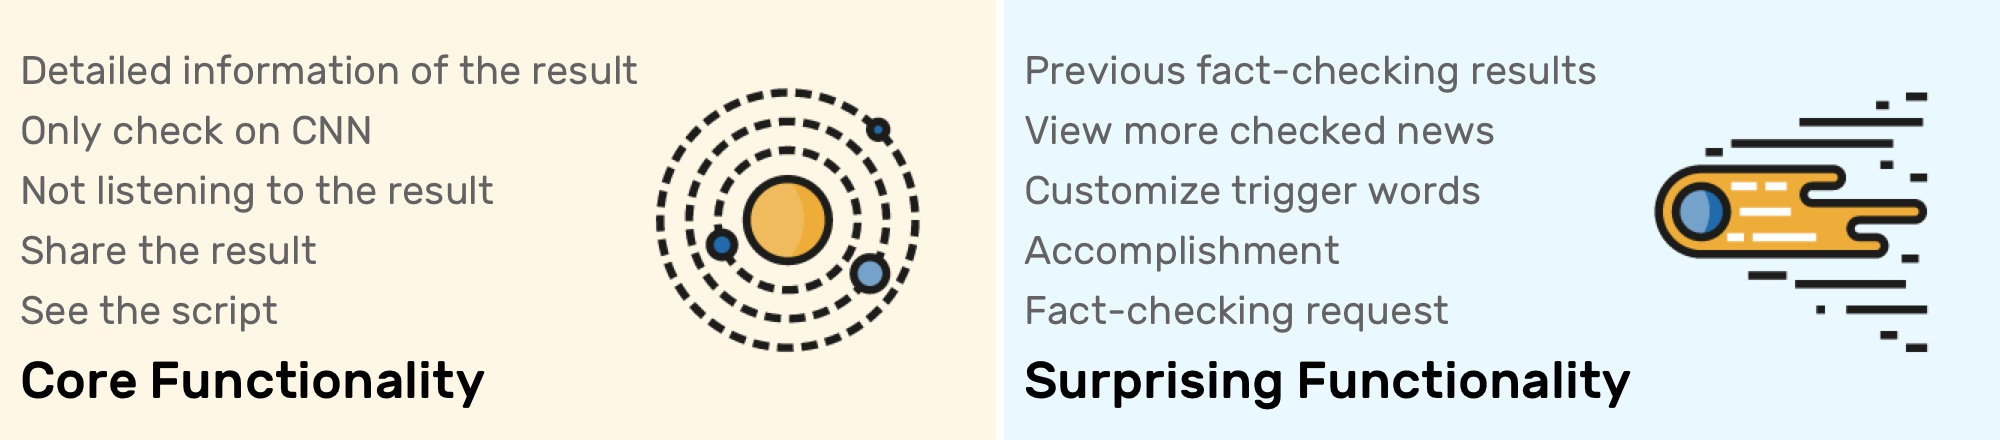 Detailed information of the result
Only check on CNN
Not listening to the result
Share the result
See the script
Core Functionality
Previous fact-checking results
View more checked news
Customize trigger words
Accomplishment
Fact-checking request
Surprising Functionality